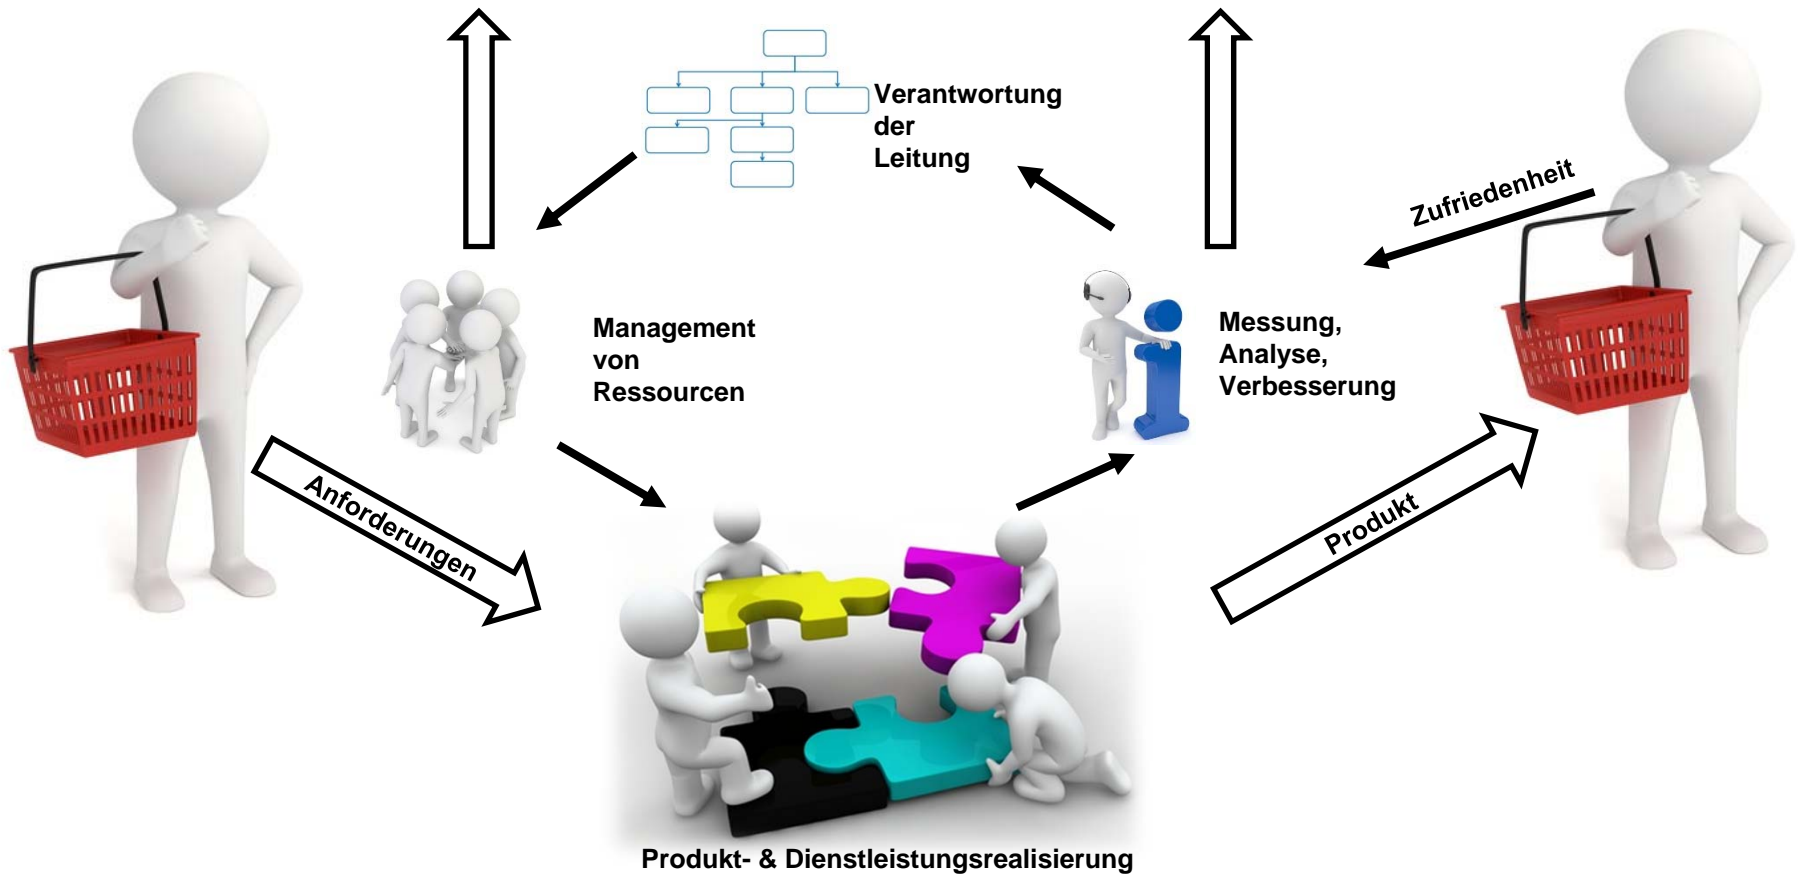 Verantwortung
der
Leitung
Zufriedenheit
Management
von
Ressourcen
Messung,
Analyse,
Verbesserung
Anforderungen
Produkt
Produkt- & Dienstleistungsrealisierung